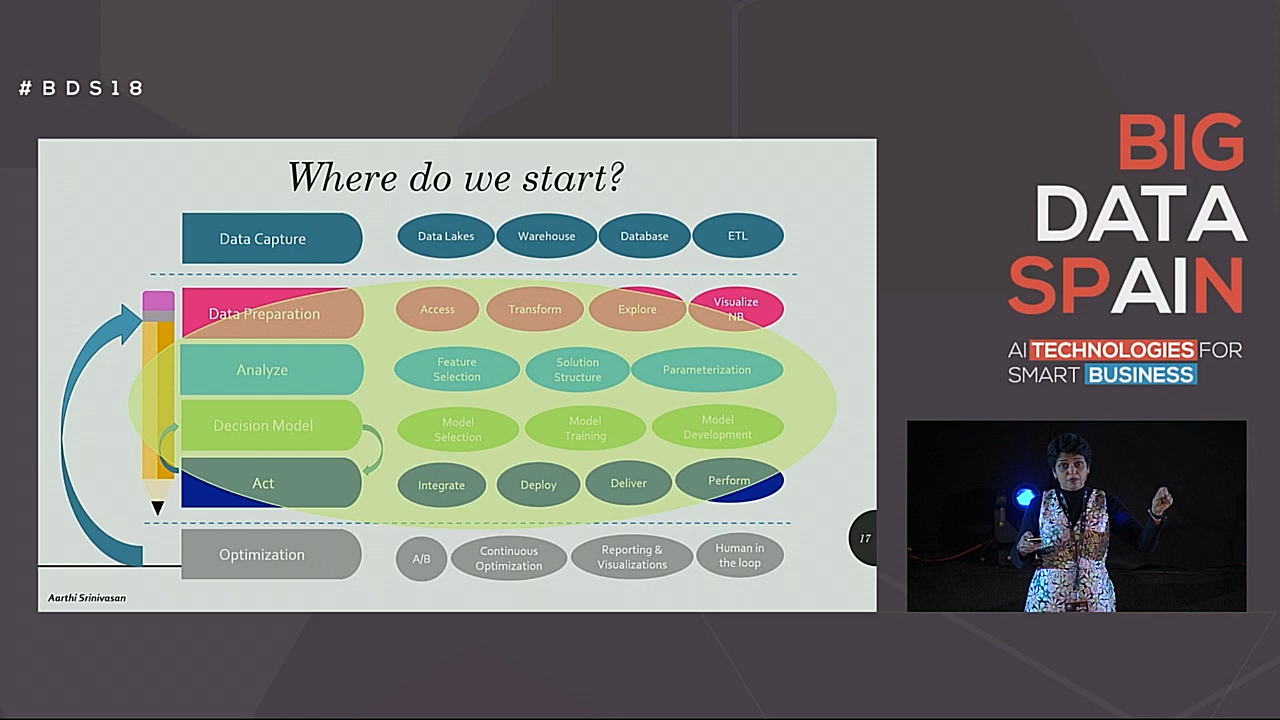 #BDS18
Where do we start?
Data Capture
Data Lakes
Warehouse
Database
ETL
Data Preparation
Access
Transform
Explore
Visualize
NB
Analyze
Feature
Selection
Solution
Structure
Parameterization
Decision Model
Model
Selection
Model
Training
Model
Development
Act
Integrate
Deploy
Deliver
Perform
Optimization
A/B
Continuous
Optimization
Reporting &
Visualizations
Human in
the loop
17
Aarthi Srinivasan
BIG
DATA
SPAIN
AI TECHNOLOGIES FOR
SMART BUSINESS